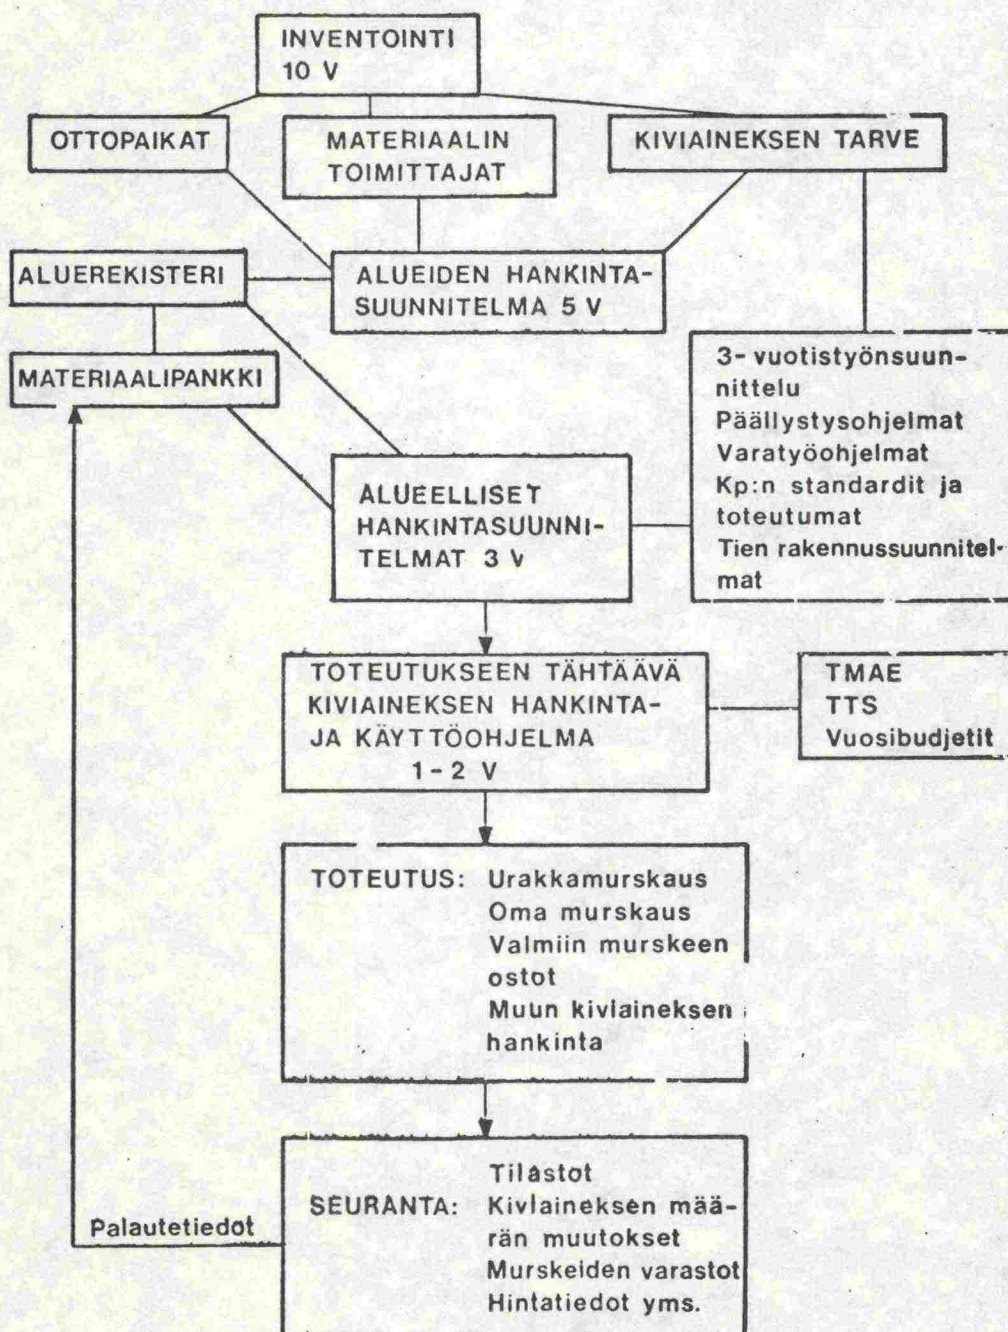 INVENTOINTI
10 V
OTTOPAIKAT
MATERIAALIN
TOIMITTAJAT
KIVIAINEKSEN TARVE
ALUEREKISTERI
ALUEIDEN HANKINTA-
SUUNNITELMA 5 V
MATERIAALIPANKKI
3-vuotistyönsuun-
nittelu
Päällystysohjelmat
Varatyöohjelmat
Kp:n standardit ja
toteutumat
Tien rakennussuunnitel-
mat
ALUEELLISET
HANKINTASUUNNI-
TELMAT 3 V
TOTEUTUKSEEN TÄHTÄÄVÄ
KIVIAINEKSEN HANKINTA-
JA KÄYTTÖOHJELMA
1-2 V
TMAE
TTS
Vuosibudjetit
TOTEUTUS: Urakkamurskaus
Oma murskaus
Valmiin murskeen
ostot
Muun kiviaineksen
hankinta
Tilastot
SEURANTA: Kiviaineksen mää-
rän muutokset
Murskeiden varastot
Hintatiedot yms.
Palautetiedot